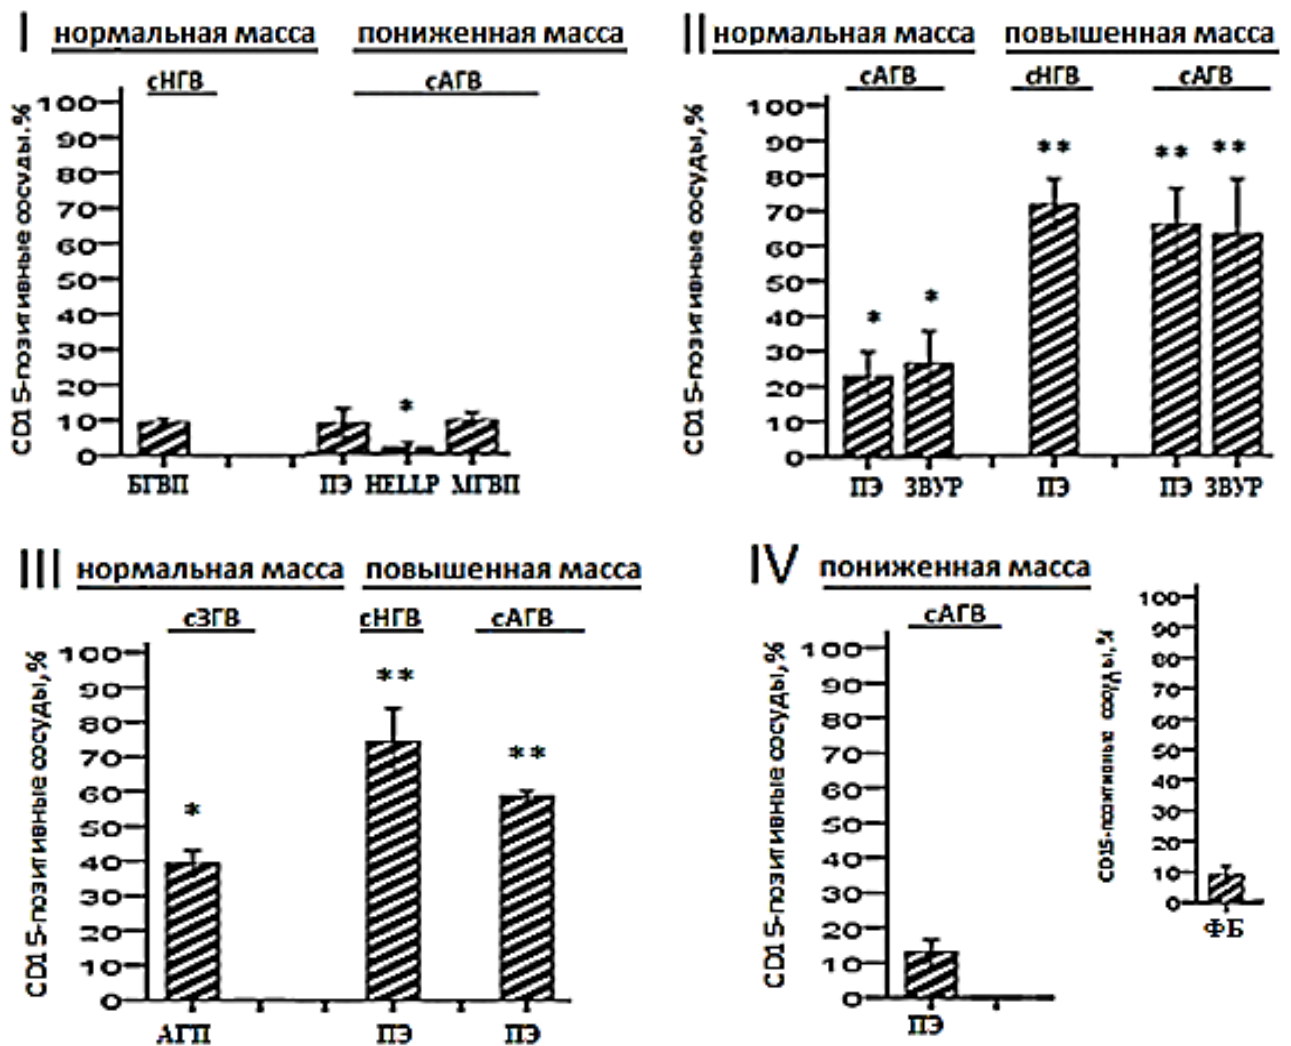 I нормальная масса пониженная масса
сНГВ сАГВ
CD15-позитивные сосуды.%
100
90
80
70
60
50
40
30
20
10
0
*
БГВП ПЭ HELLP МГВП
II нормальная масса повышенная масса
сАГВ сНГВ сАГВ
CD15-позитивные сосуды,%
100
90
80
70
60
50
40
30
20
10
0
* * ** ** **
ПЭ ЗВУР ПЭ ПЭ ЗВУР
III нормальная масса повышенная масса
сЗГВ сНГВ сАГВ
CD15-позитивные сосуды,%
100
90
80
70
60
50
40
30
20
10
0
* ** **
АГП ПЭ ПЭ
IV пониженная масса
сАГВ
CD15-позитивные сосуды,%
100
90
80
70
60
50
40
30
20
10
0
ПЭ
CD15-позитивные сосуды,%
100
90
80
70
60
50
40
30
20
10
0
ФБ